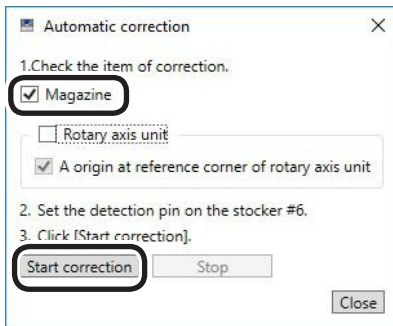 Automatic correction
1.Check the item of correction.
Magazine
Rotary axis unit
A origin at reference corner of rotary axis unit
2. Set the detection pin on the stocker #6.
3. Click [Start correction].
Start correction Stop
Close